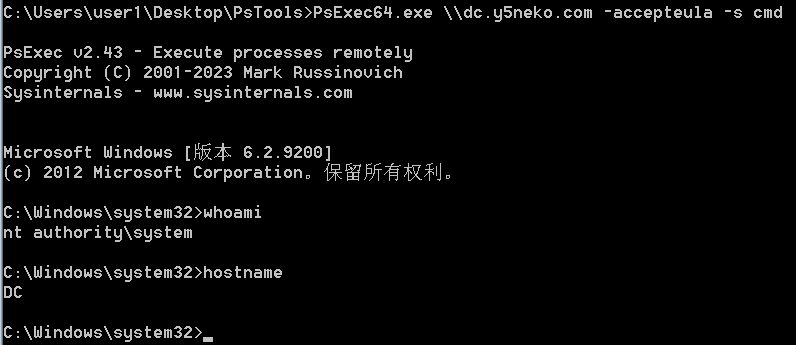 C:\Users\user1\Desktop\PsTools>PsExec64.exe \\dc.y5neko.com -accepteula -s cmd
PsExec v2.43 - Execute processes remotely
Copyright (C) 2001-2023 Mark Russinovich
Sysinternals - www.sysinternals.com
Microsoft Windows [版本 6.2.9200]
(c) 2012 Microsoft Corporation。保留所有权利。
C:\Windows\system32>whoami
nt authority\system
C:\Windows\system32>hostname
DC
C:\Windows\system32>